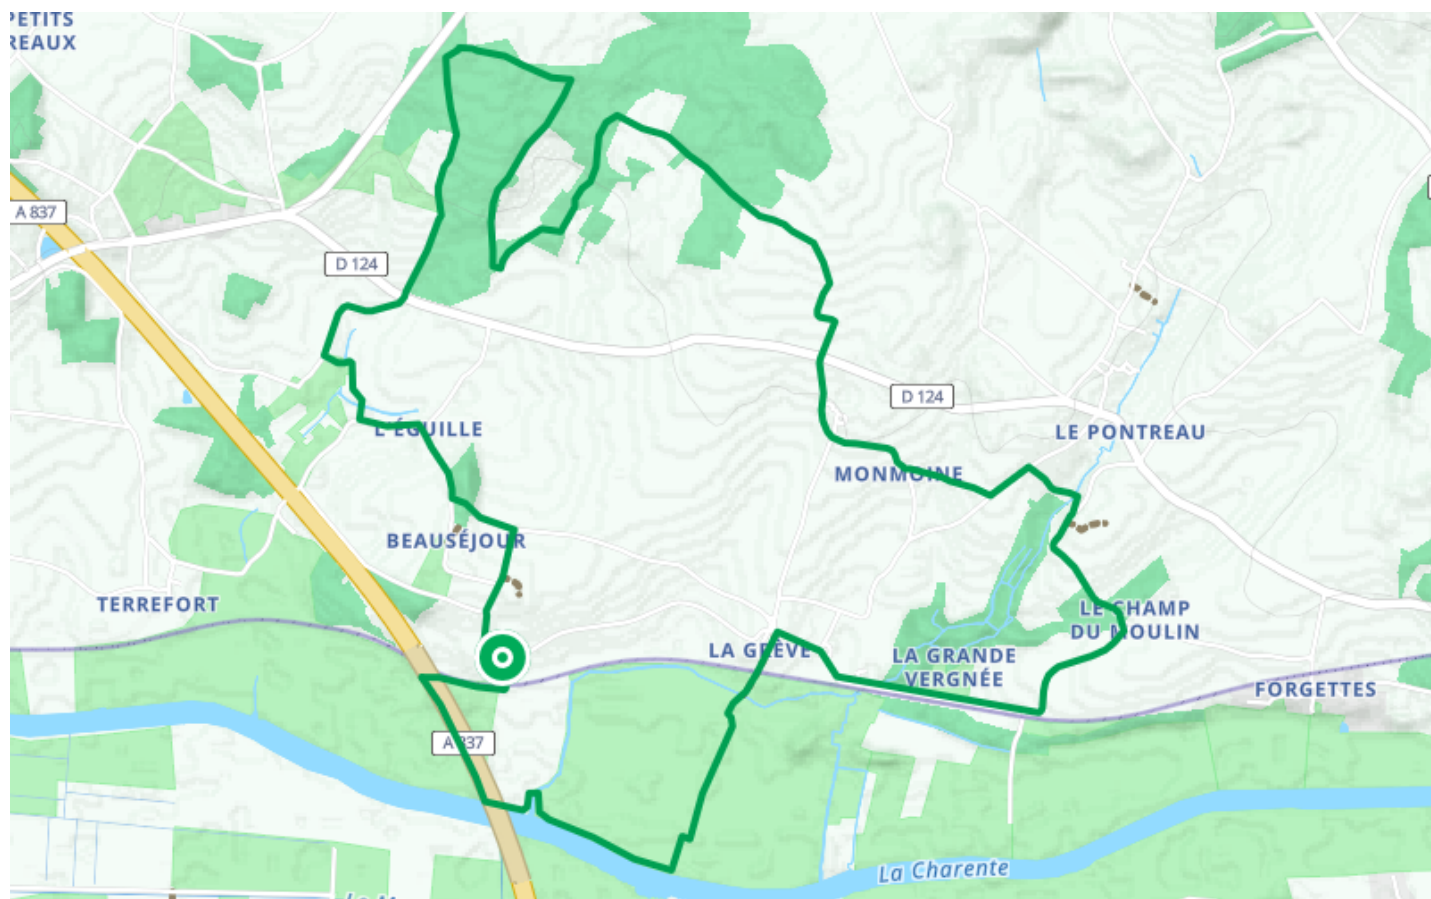 PETITS
REAUX
A 837
D 124
D 124
L'ÉGUILLE
LE PONTREAU
MONMOINE
BEAUSÉJOUR
TERREFORT
LE CHAMP
DU MOULIN
LA GRÈVE
LA GRANDE
VERGNÉE
FORGETTES
A 837
La Charente